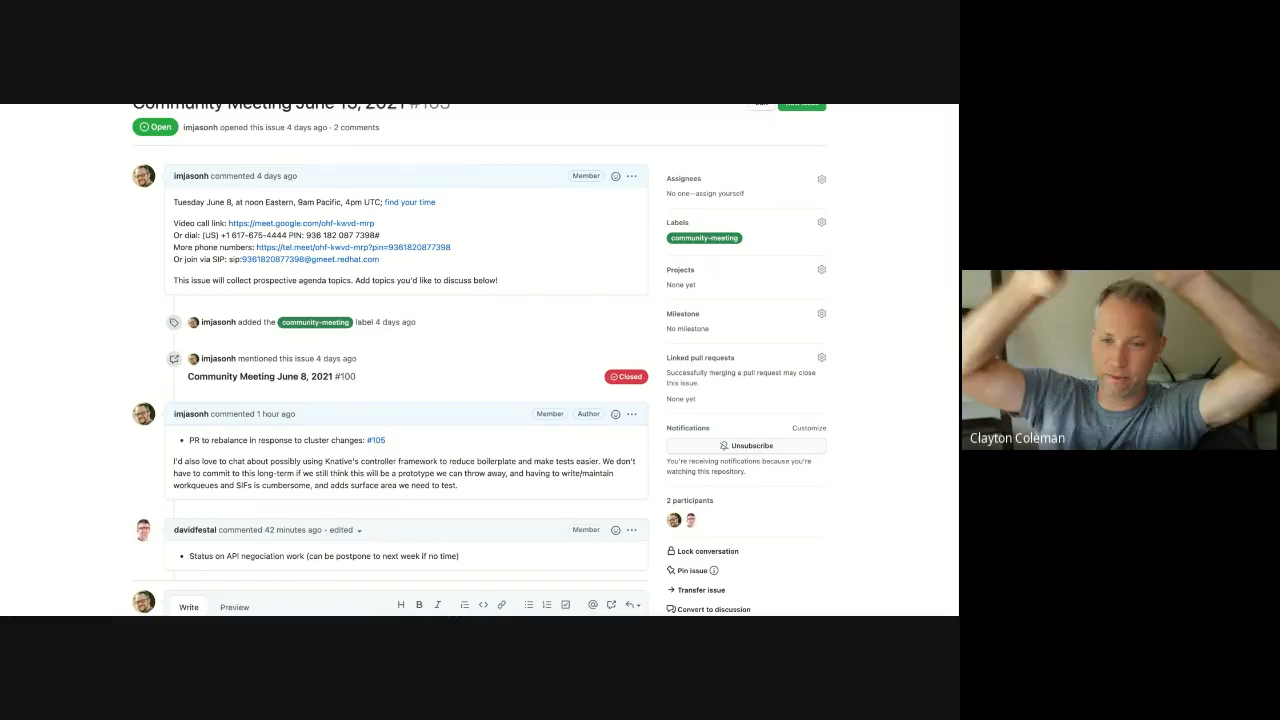 Community Meeting June 15, 2021 #103
Open imjasonh opened this issue 4 days ago · 2 comments
imjasonh commented 4 days ago
Member
Tuesday June 8, at noon Eastern, 9am Pacific, 4pm UTC; find your time
Video call link: https://meet.google.com/ohf-kwvd-mrp
Or dial: (US) +1 617-675-4444 PIN: 936 182 087 7398#
More phone numbers: https://tel.meet/ohf-kwvd-mrp?pin=9361820877398
Or join via SIP: sip:9361820877398@gmeet.redhat.com
This issue will collect prospective agenda topics. Add topics you'd like to discuss below!
imjasonh added the community-meeting label 4 days ago
imjasonh mentioned this issue 4 days ago
Community Meeting June 8, 2021 #100
Closed
imjasonh commented 1 hour ago
Member Author
• PR to rebalance in response to cluster changes: #105
I'd also love to chat about possibly using Knative's controller framework to reduce boilerplate and make tests easier. We don't
have to commit to this long-term if we still think this will be a prototype we can throw away, and having to write/maintain
workqueues and SIFs is cumbersome, and adds surface area we need to test.
davidfestal commented 42 minutes ago · edited
Member
• Status on API negociation work (can be postpone to next week if no time)
Write Preview
Assignees
No one—assign yourself
Labels
community-meeting
Projects
None yet
Milestone
No milestone
Linked pull requests
Successfully merging a pull request may close
this issue.
None yet
Notifications Customize
Unsubscribe
You're receiving notifications because you're
watching this repository.
2 participants
Lock conversation
Pin issue
Transfer issue
Convert to discussion
Clayton Coleman